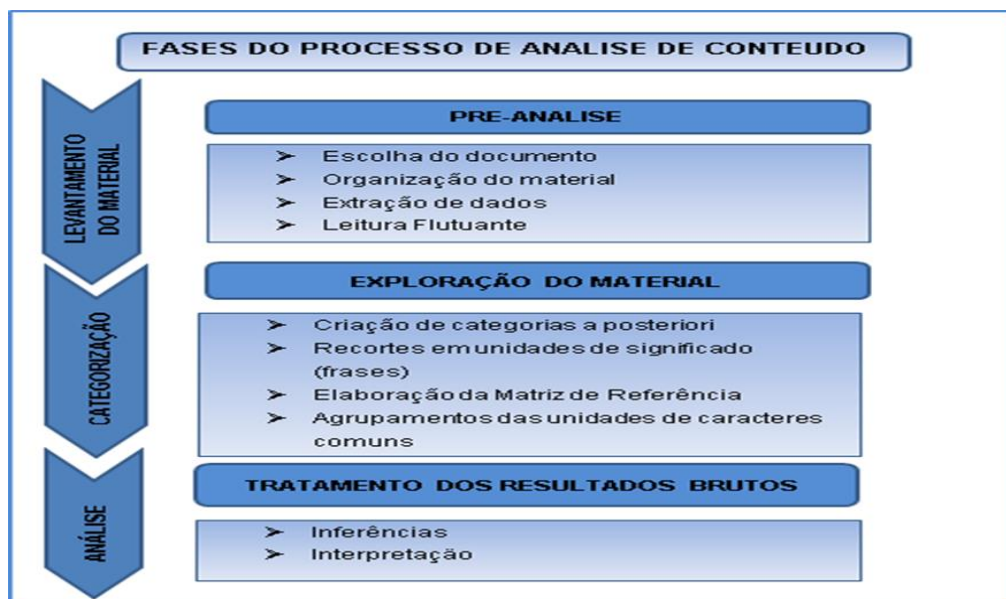 FASES DO PROCESSO DE ANALISE DE CONTEUDO
LEVANTAMENTO
DO MATERIAL
PRE-ANALISE
➢ Escolha do documento
➢ Organização do material
➢ Extração de dados
➢ Leitura Flutuante
CATEGORIZAÇÃO
EXPLORAÇÃO DO MATERIAL
➢ Criação de categorias a posteriori
➢ Recortes em unidades de significado
(frases)
➢ Elaboração da Matriz de Referência
➢ Agrupamentos das unidades de caracteres
comuns
ANÁLISE
TRATAMENTO DOS RESULTADOS BRUTOS
➢ Inferências
➢ Interpretação